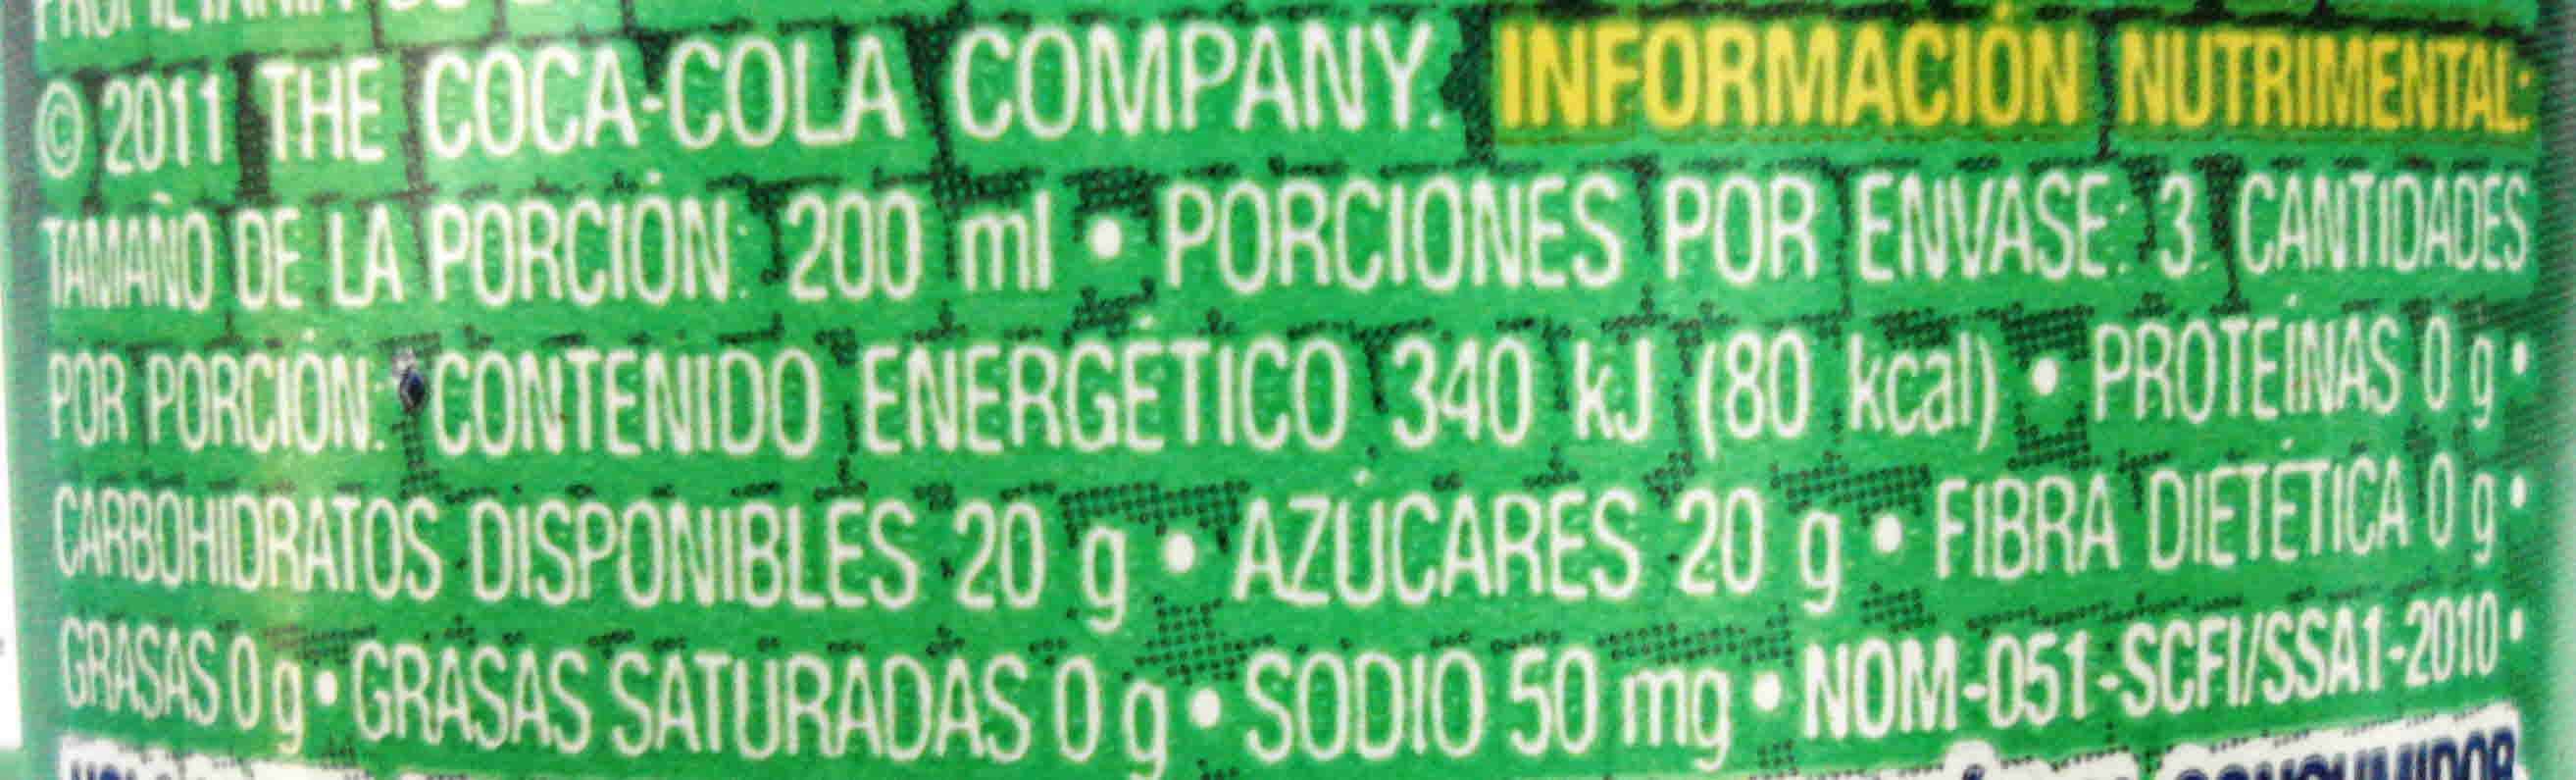 © 2011 THE COCA-COLA COMPANY. INFORMACIÓN NUTRIMENTAL:
TAMAÑO DE LA PORCIÓN: 200 ml • PORCIONES POR ENVASE: 3. CANTIDADES
POR PORCIÓN: CONTENIDO ENERGÉTICO 340 kJ (80 kcal) • PROTEÍNAS 0 g •
CARBOHIDRATOS DISPONIBLES 20 g • AZÚCARES 20 g • FIBRA DIETÉTICA 0 g •
GRASAS 0 g • GRASAS SATURADAS 0 g • SODIO 50 mg • NOM-051-SCFI/SSA1-2010 •
CONSUMIDOR